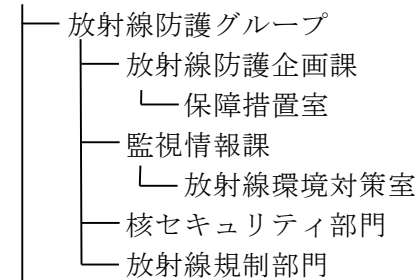 放射線防護グループ
放射線防護企画課
保障措置室
監視情報課
放射線環境対策室
核セキュリティ部門
放射線規制部門